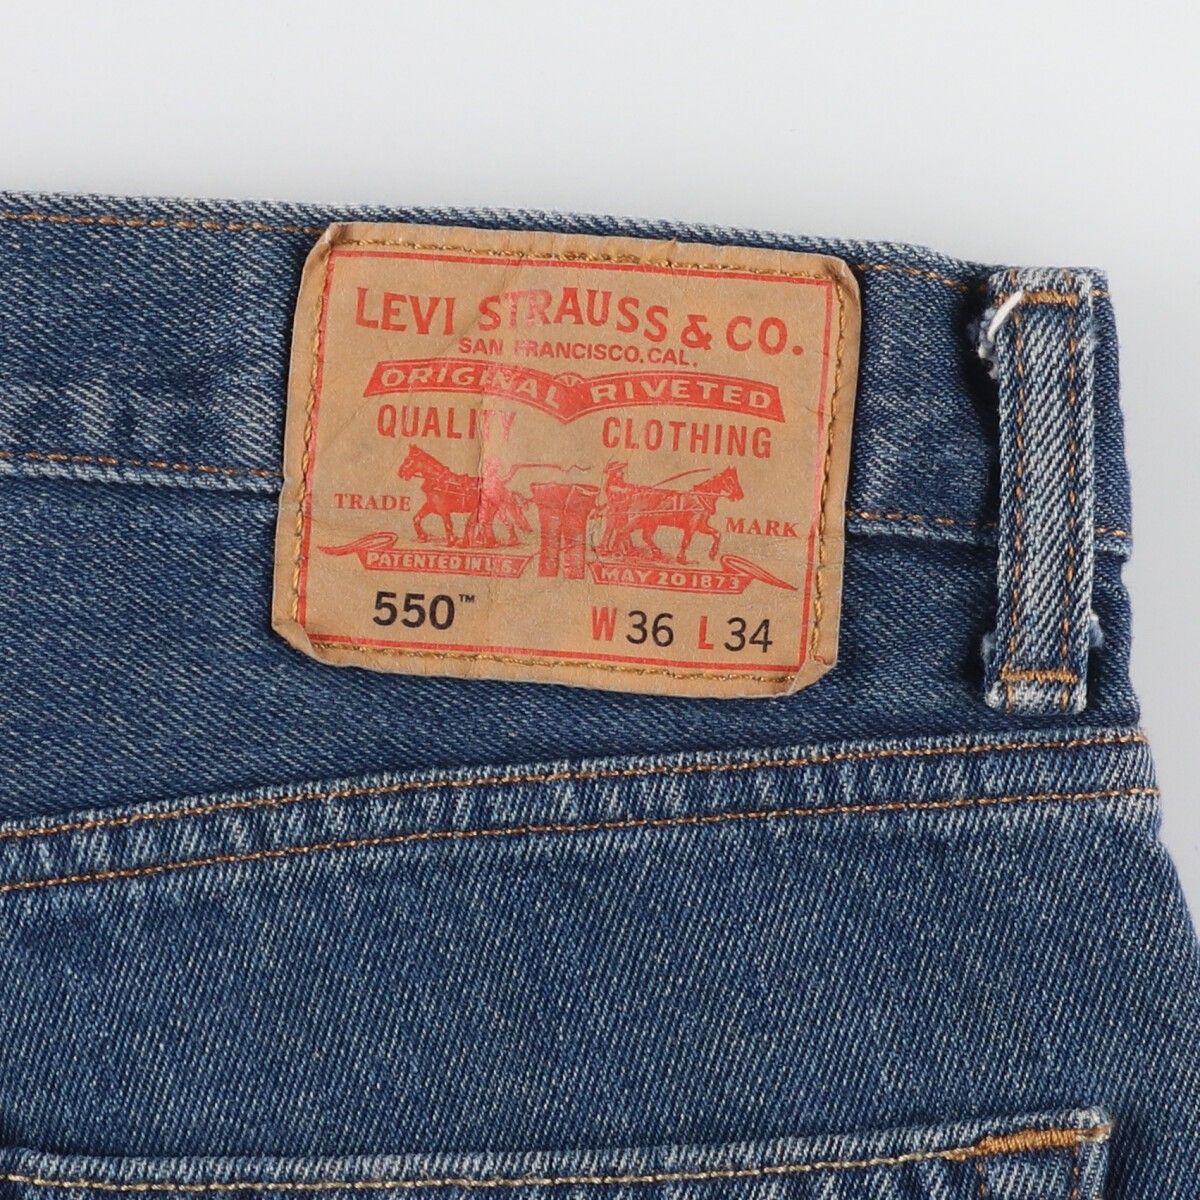 LEVI STRAUSS & CO.
SAN FRANCISCO, CAL.
ORIGINAL RIVETED
QUALITY CLOTHING
TRADE MARK
PATENTED IN U.S. MAY 20 1873
550™ W 36 L 34